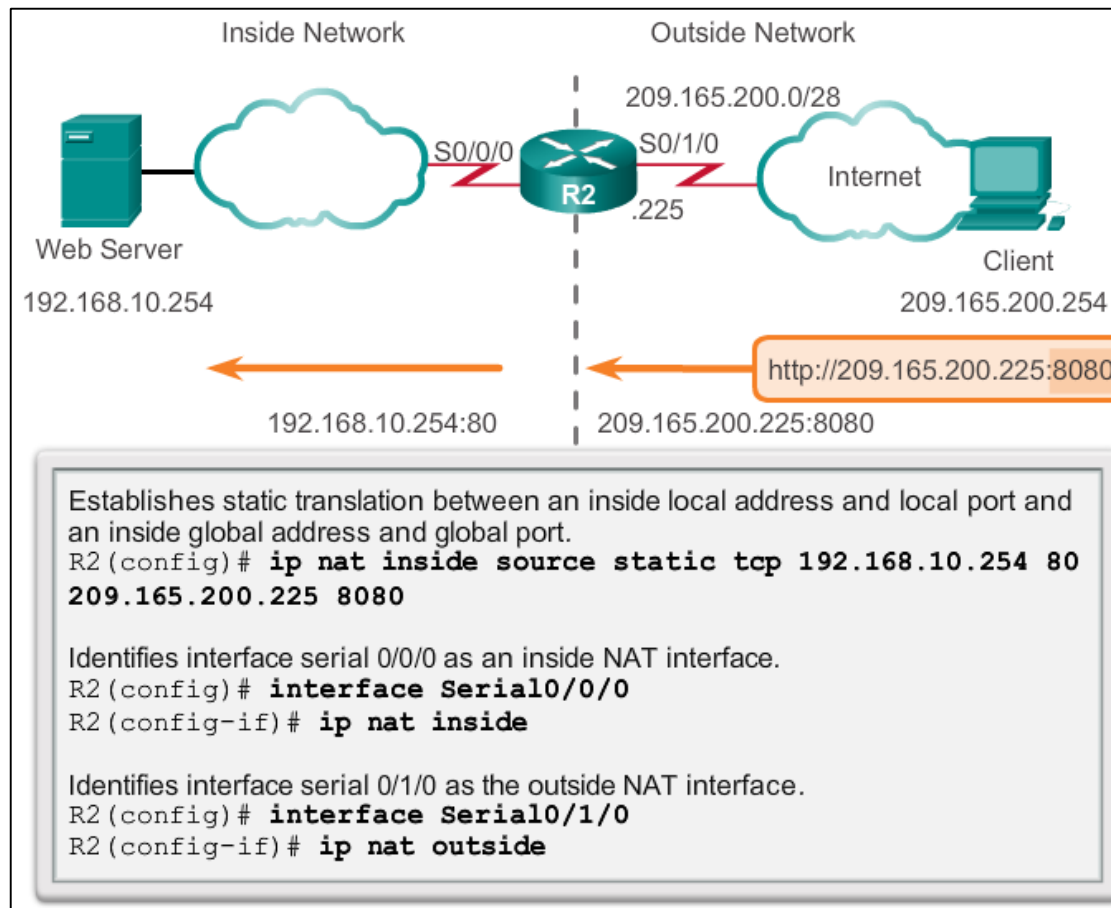 Inside Network
Outside Network
209.165.200.0/28
S0/0/0
S0/1/0
Internet
R2
.225
Web Server
Client
192.168.10.254
209.165.200.254
http://209.165.200.225:8080
192.168.10.254:80
209.165.200.225:8080
Establishes static translation between an inside local address and local port and
an inside global address and global port.
R2(config)# ip nat inside source static tcp 192.168.10.254 80
209.165.200.225 8080
Identifies interface serial 0/0/0 as an inside NAT interface.
R2(config)# interface Serial0/0/0
R2(config-if)# ip nat inside
Identifies interface serial 0/1/0 as the outside NAT interface.
R2(config)# interface Serial0/1/0
R2(config-if)# ip nat outside